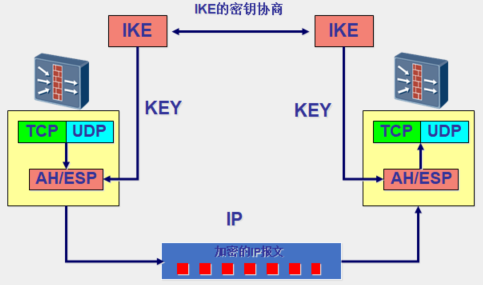 IKE的密钥协商
IKE
IKE
KEY
KEY
TCP UDP
TCP UDP
AH/ESP
AH/ESP
IP
加密的IP报文